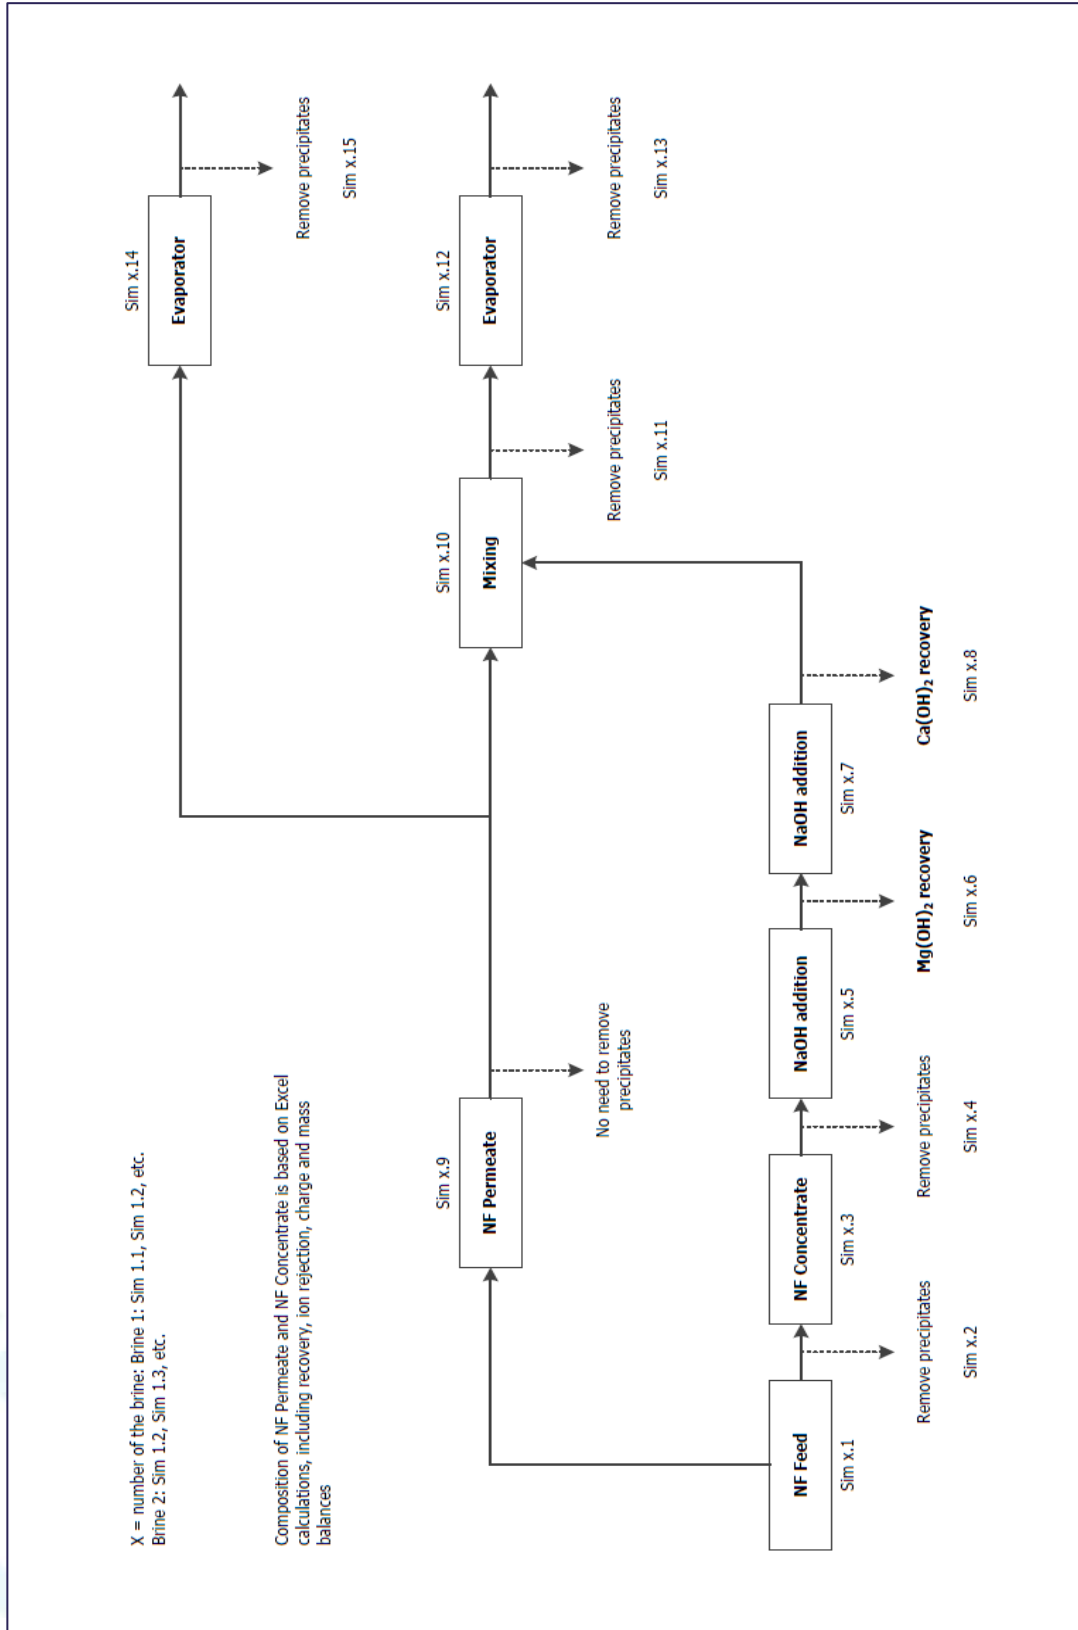 X = number of the brine: Brine 1: Sim 1.1, Sim 1.2, etc.
Brine 2: Sim 1.2, Sim 1.3, etc.
Composition of NF Permeate and NF Concentrate is based on Excel
calculations, including recovery, ion rejection, charge and mass
balances
Sim x.14
Evaporator
Remove precipitates
Sim x.15
Sim x.9
NF Permeate
No need to remove
precipitates
Sim x.10
Mixing
Remove precipitates
Sim x.11
Sim x.12
Evaporator
Remove precipitates
Sim x.13
NF Feed
Sim x.1
Remove precipitates
Sim x.2
NF Concentrate
Sim x.3
Remove precipitates
Sim x.4
NaOH addition
Sim x.5
Mg(OH)₂ recovery
Sim x.6
NaOH addition
Sim x.7
Ca(OH)₂ recovery
Sim x.8